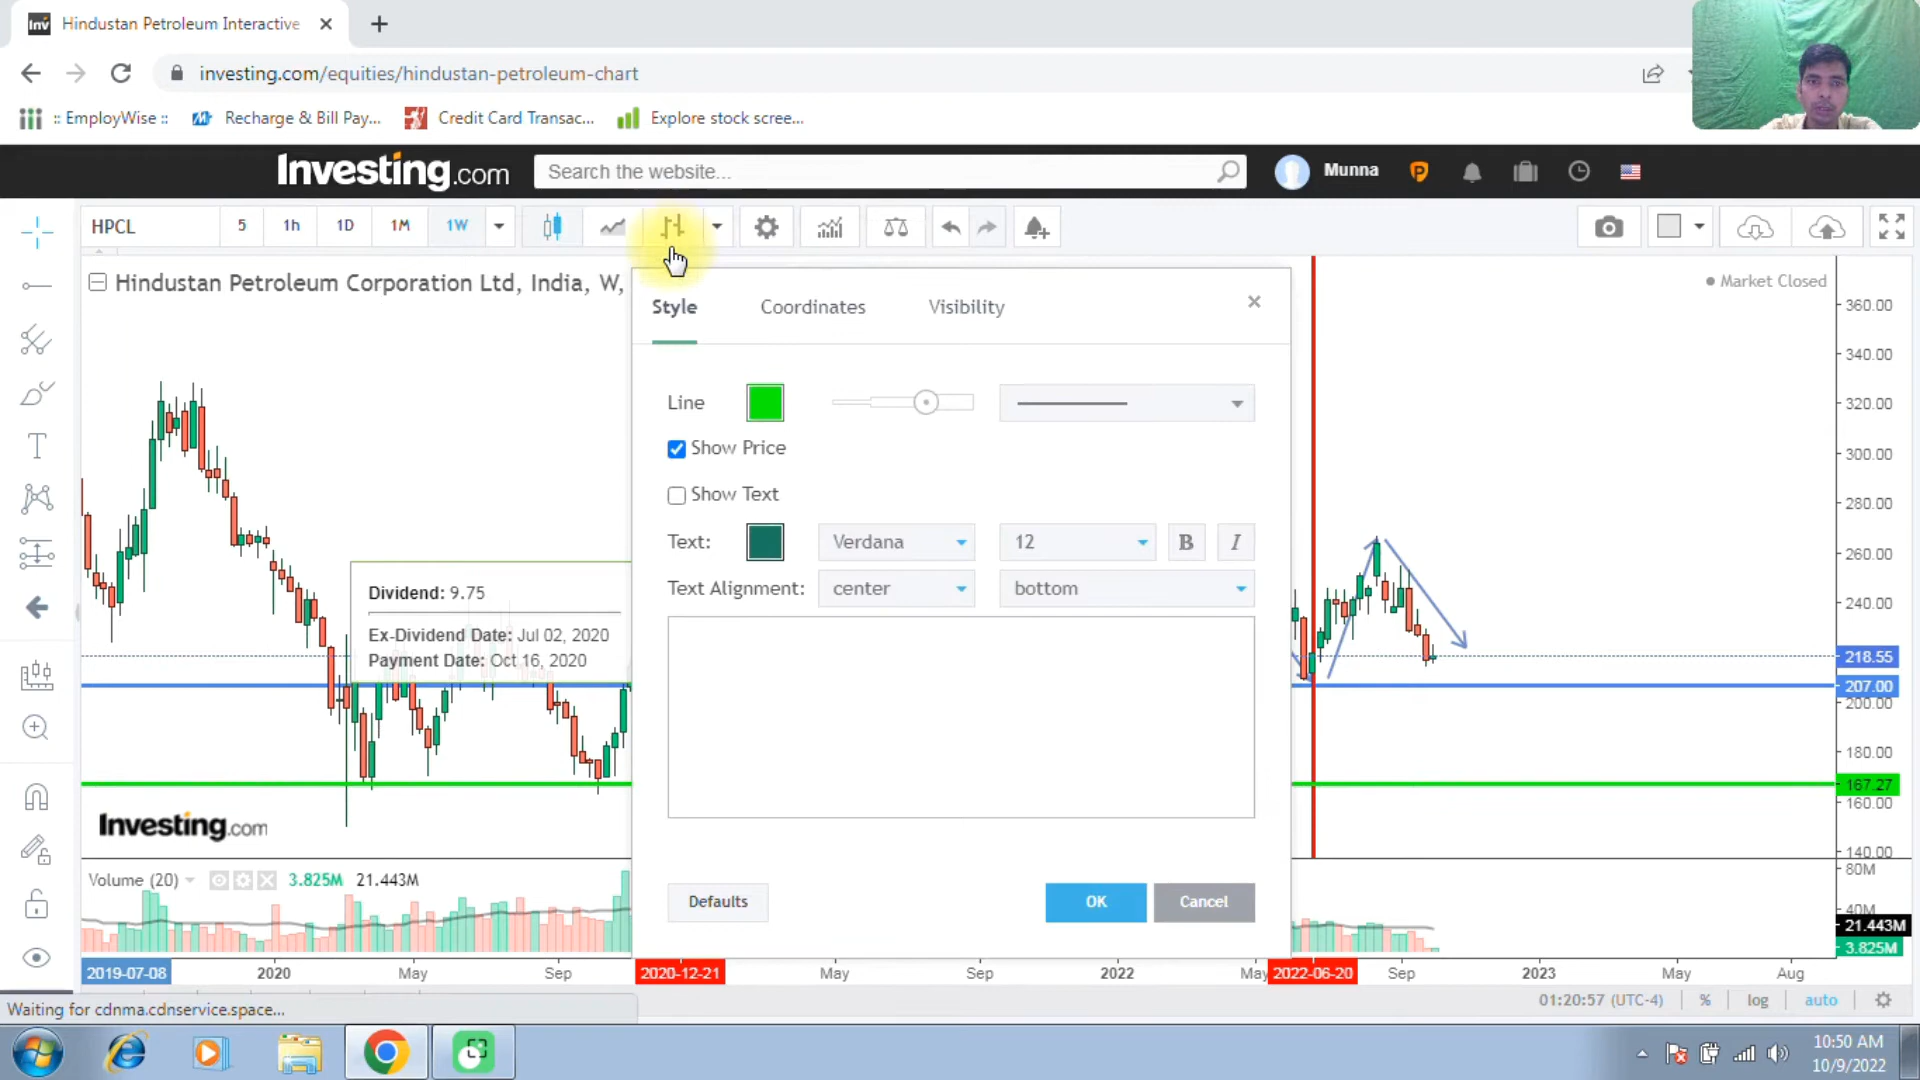 Inv Hindustan Petroleum Interactive
investing.com/equities/hindustan-petroleum-chart
:: EmployWise :: Recharge & Bill Pay... Credit Card Transac... Explore stock scree...
Investing.com Search the website... Munna P
HPCL 5 1h 1D 1M 1W
Hindustan Petroleum Corporation Ltd, India, W,
Market Closed
Style Coordinates Visibility
Line
Show Price
Show Text
Text: Verdana 12 B I
Text Alignment: center bottom
Defaults OK Cancel
Dividend: 9.75
Ex-Dividend Date: Jul 02, 2020
Payment Date: Oct 16, 2020
360.00
340.00
320.00
300.00
280.00
260.00
240.00
218.55
207.00
200.00
180.00
167.27
160.00
140.00
80M
40M
21.443M
3.825M
Investing.com
Volume (20) 3.825M 21.443M
2019-07-08 2020 May Sep 2020-12-21 May Sep 2022 May 2022-06-20 Sep 2023 May Aug
01:20:57 (UTC-4) % log auto
Waiting for cdnma.cdnservice.space...
10:50 AM
10/9/2022